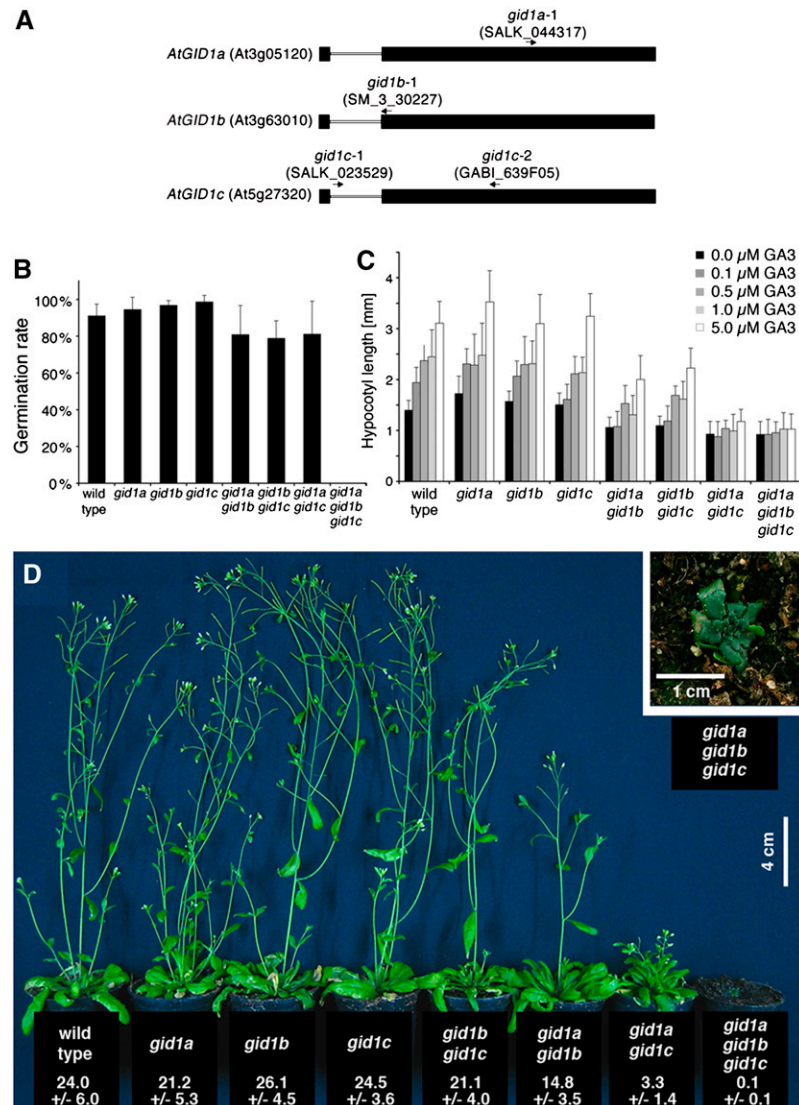 A
gid1a-1
(SALK_044317)
AtGID1a (At3g05120)
gid1b-1
(SM_3_30227)
AtGID1b (At3g63010)
gid1c-1
(SALK_023529)
gid1c-2
(GABI_639F05)
AtGID1c (At5g27320)
B
Germination rate
100%
80%
60%
40%
20%
0%
wild
type
gid1a
gid1b
gid1c
gid1a
gid1b
gid1b
gid1c
gid1a
gid1c
gid1a
gid1b
gid1c
C
Hypocotyl length [mm]
4
3
2
1
0
0.0 µM GA3
0.1 µM GA3
0.5 µM GA3
1.0 µM GA3
5.0 µM GA3
wild
type
gid1a
gid1b
gid1c
gid1a
gid1b
gid1b
gid1c
gid1a
gid1c
gid1a
gid1b
gid1c
D
1 cm
gid1a
gid1b
gid1c
4 cm
wild
type
24.0
+/- 6.0
gid1a
21.2
+/- 5.3
gid1b
26.1
+/- 4.5
gid1c
24.5
+/- 3.6
gid1b
gid1c
21.1
+/- 4.0
gid1a
gid1b
14.8
+/- 3.5
gid1a
gid1c
3.3
+/- 1.4
gid1a
gid1b
gid1c
0.1
+/- 0.1